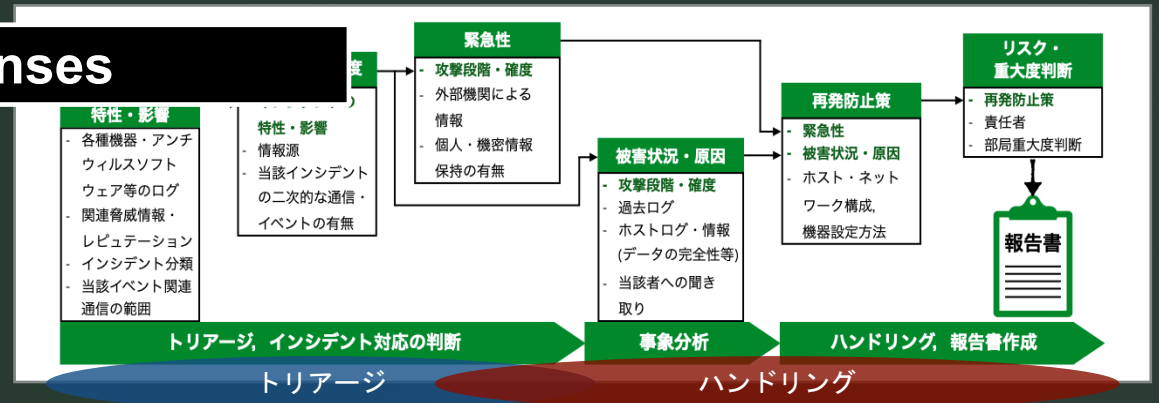 nses
特性・影響
- 各種機器・アンチ
ウィルスソフト
ウェア等のログ
- 関連脅威情報・
レピュテーション
- インシデント分類
- 当該イベント関連
通信の範囲
度
特性・影響
- 情報源
- 当該インシデント
の二次的な通信・
イベントの有無
緊急性
- 攻撃段階・確度
- 外部機関による
情報
- 個人・機密情報
保持の有無
被害状況・原因
- 攻撃段階・確度
- 過去ログ
- ホストログ・情報
(データの完全性等)
- 当該者への聞き
取り
再発防止策
- 緊急性
- 被害状況・原因
- ホスト・ネット
ワーク構成,
機器設定方法
リスク・
重大度判断
- 再発防止策
- 責任者
- 部局重大度判断
報告書
トリアージ, インシデント対応の判断
事象分析
ハンドリング, 報告書作成
トリアージ
ハンドリング